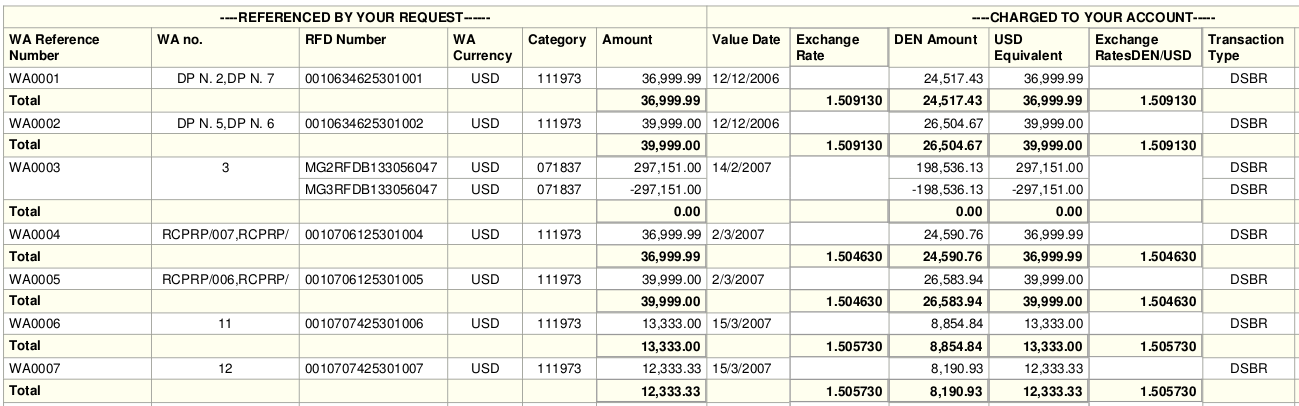 ----REFERENCED BY YOUR REQUEST------ ----CHARGED TO YOUR ACCOUNT-----
WA Reference Number WA no. RFD Number WA Currency Category Amount Value Date Exchange Rate DEN Amount USD Equivalent Exchange RatesDEN/USD Transaction Type
WA0001 DP N. 2,DP N. 7 0010634625301001 USD 111973 36,999.99 12/12/2006 24,517.43 36,999.99 DSBR
Total 36,999.99 1.509130 24,517.43 36,999.99 1.509130
WA0002 DP N. 5,DP N. 6 0010634625301002 USD 111973 39,999.00 12/12/2006 26,504.67 39,999.00 DSBR
Total 39,999.00 1.509130 26,504.67 39,999.00 1.509130
WA0003 3 MG2RFDB133056047 USD 071837 297,151.00 14/2/2007 198,536.13 297,151.00 DSBR
MG3RFDB133056047 USD 071837 -297,151.00 -198,536.13 -297,151.00 DSBR
Total 0.00 0.00 0.00
WA0004 RCPRP/007,RCPRP/ 0010706125301004 USD 111973 36,999.99 2/3/2007 24,590.76 36,999.99 DSBR
Total 36,999.99 1.504630 24,590.76 36,999.99 1.504630
WA0005 RCPRP/006,RCPRP/ 0010706125301005 USD 111973 39,999.00 2/3/2007 26,583.94 39,999.00 DSBR
Total 39,999.00 1.504630 26,583.94 39,999.00 1.504630
WA0006 11 0010707425301006 USD 111973 13,333.00 15/3/2007 8,854.84 13,333.00 DSBR
Total 13,333.00 1.505730 8,854.84 13,333.00 1.505730
WA0007 12 0010707425301007 USD 111973 12,333.33 15/3/2007 8,190.93 12,333.33 DSBR
Total 12,333.33 1.505730 8,190.93 12,333.33 1.505730